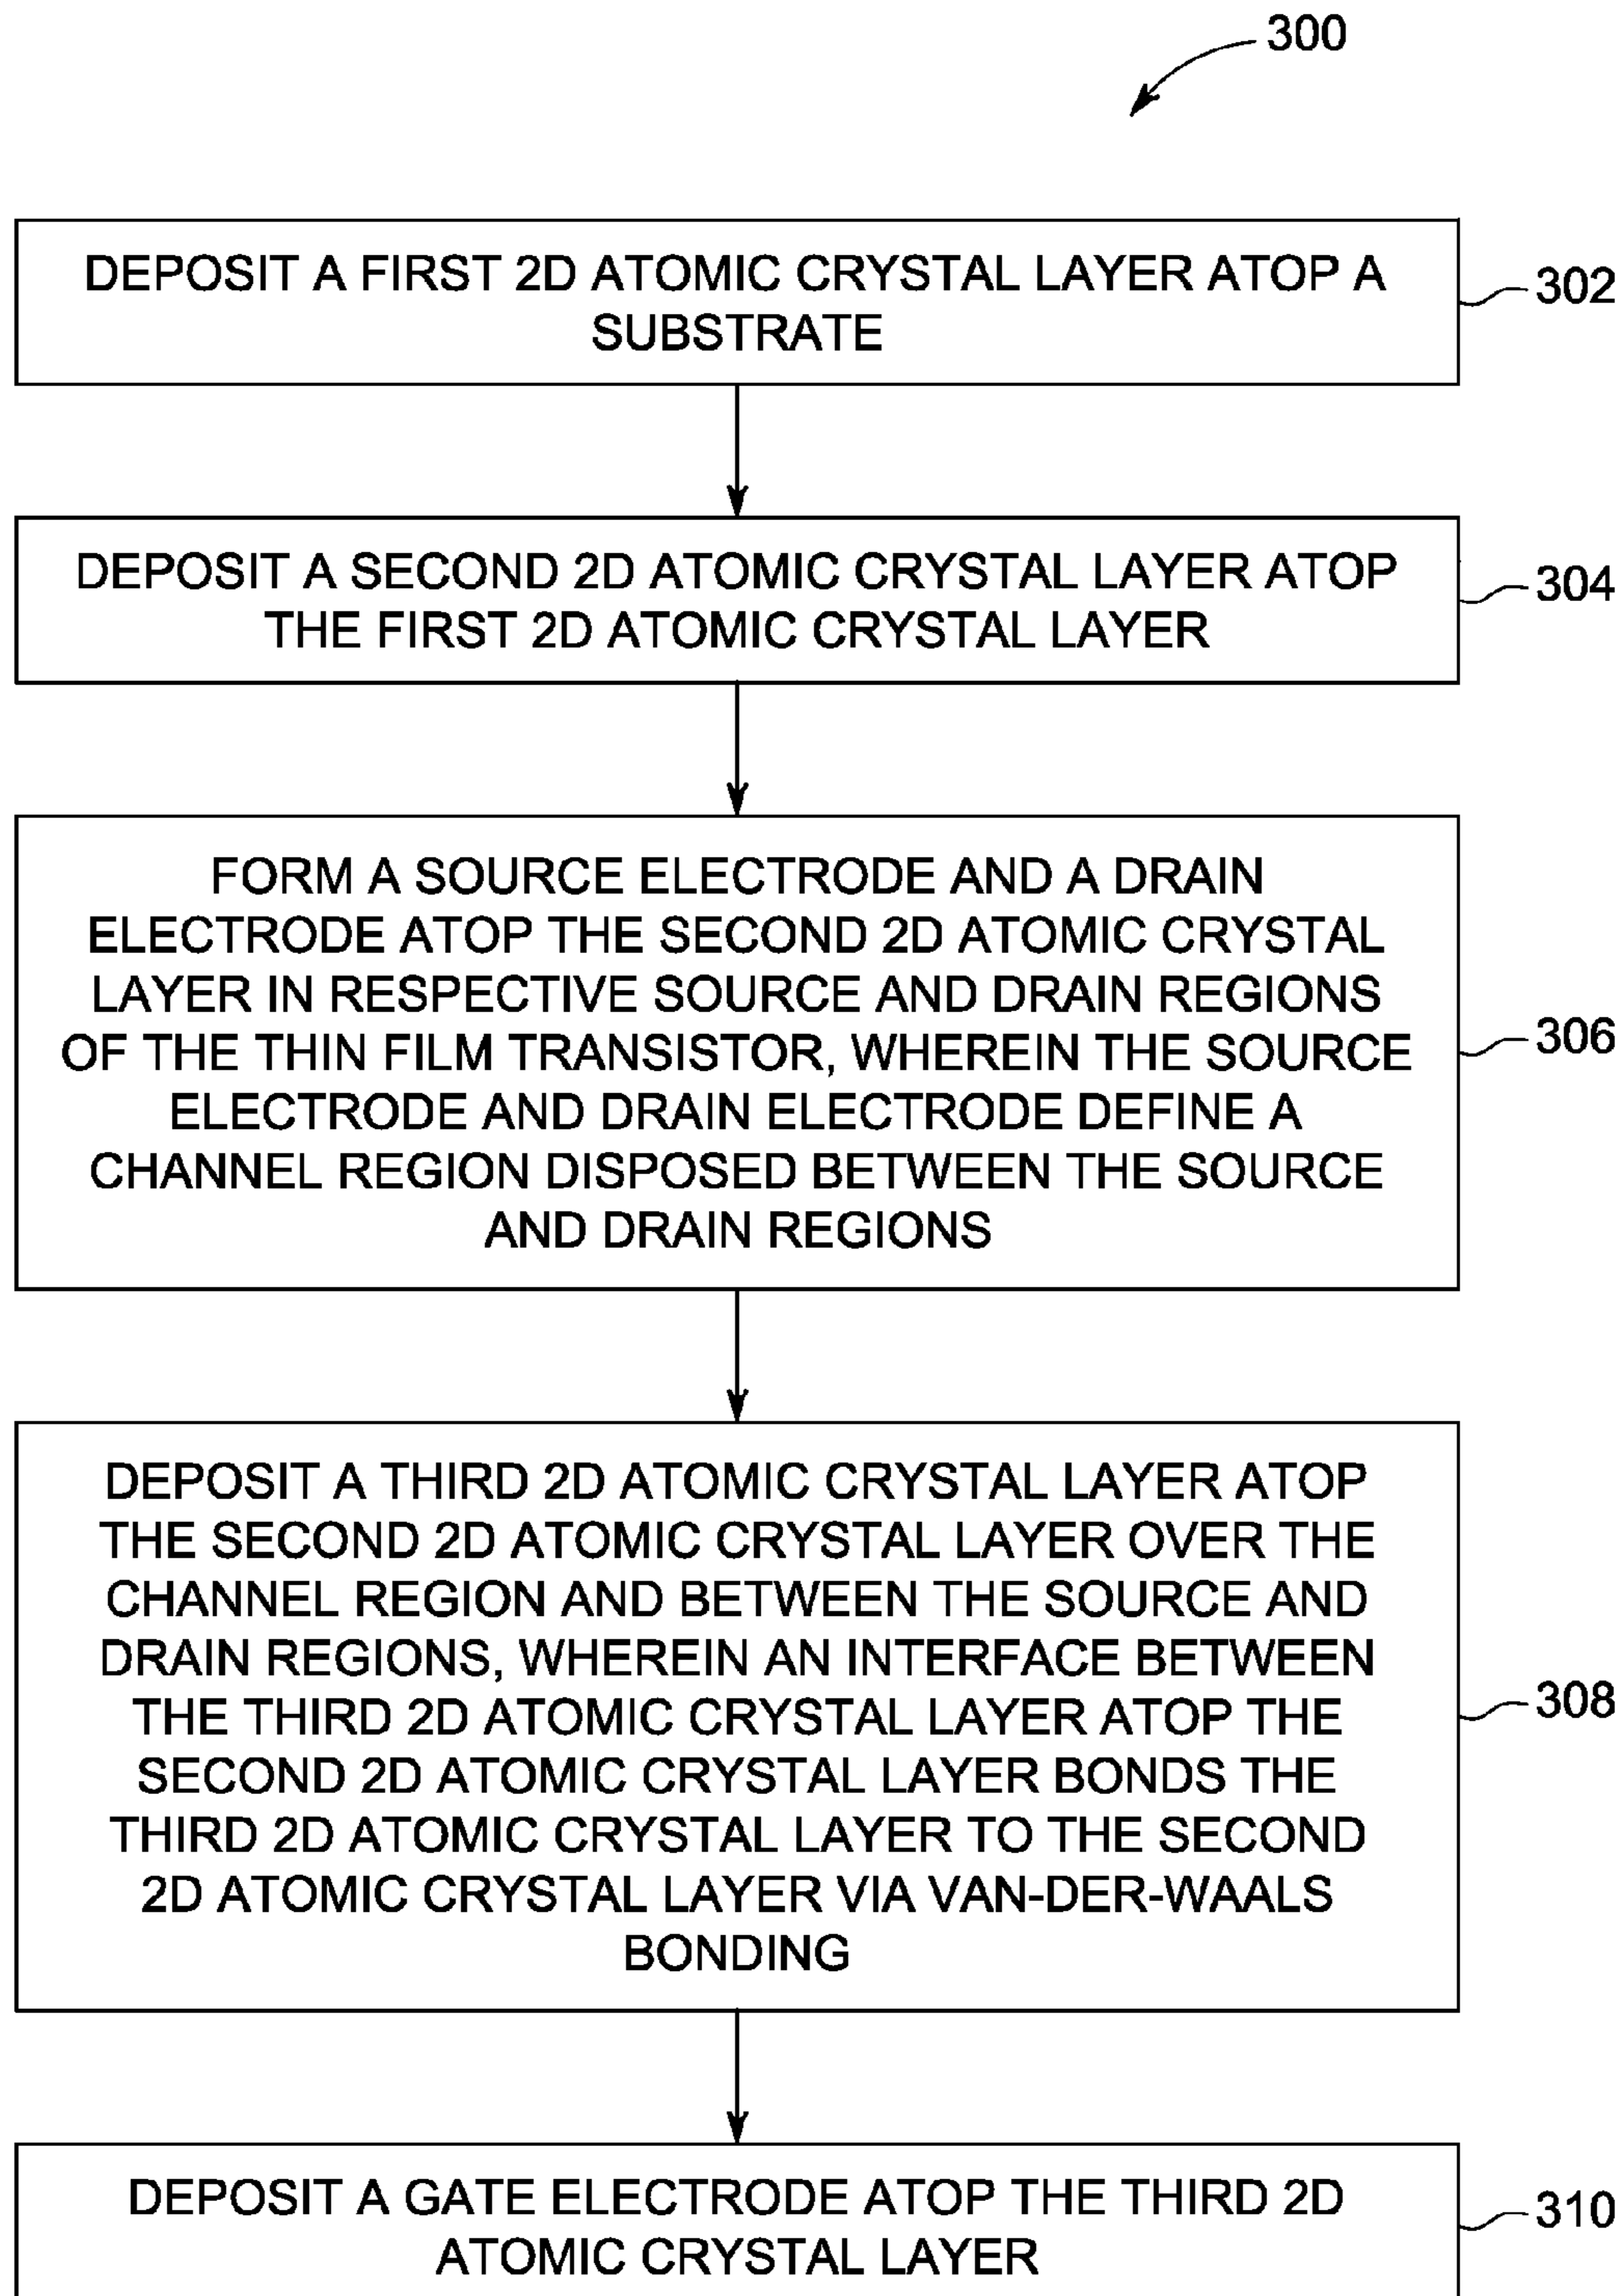 300
DEPOSIT A FIRST 2D ATOMIC CRYSTAL LAYER ATOP A
SUBSTRATE
302
DEPOSIT A SECOND 2D ATOMIC CRYSTAL LAYER ATOP
THE FIRST 2D ATOMIC CRYSTAL LAYER
304
FORM A SOURCE ELECTRODE AND A DRAIN
ELECTRODE ATOP THE SECOND 2D ATOMIC CRYSTAL
LAYER IN RESPECTIVE SOURCE AND DRAIN REGIONS
OF THE THIN FILM TRANSISTOR, WHEREIN THE SOURCE
ELECTRODE AND DRAIN ELECTRODE DEFINE A
CHANNEL REGION DISPOSED BETWEEN THE SOURCE
AND DRAIN REGIONS
306
DEPOSIT A THIRD 2D ATOMIC CRYSTAL LAYER ATOP
THE SECOND 2D ATOMIC CRYSTAL LAYER OVER THE
CHANNEL REGION AND BETWEEN THE SOURCE AND
DRAIN REGIONS, WHEREIN AN INTERFACE BETWEEN
THE THIRD 2D ATOMIC CRYSTAL LAYER ATOP THE
SECOND 2D ATOMIC CRYSTAL LAYER BONDS THE
THIRD 2D ATOMIC CRYSTAL LAYER TO THE SECOND
2D ATOMIC CRYSTAL LAYER VIA VAN-DER-WAALS
BONDING
308
DEPOSIT A GATE ELECTRODE ATOP THE THIRD 2D
ATOMIC CRYSTAL LAYER
310